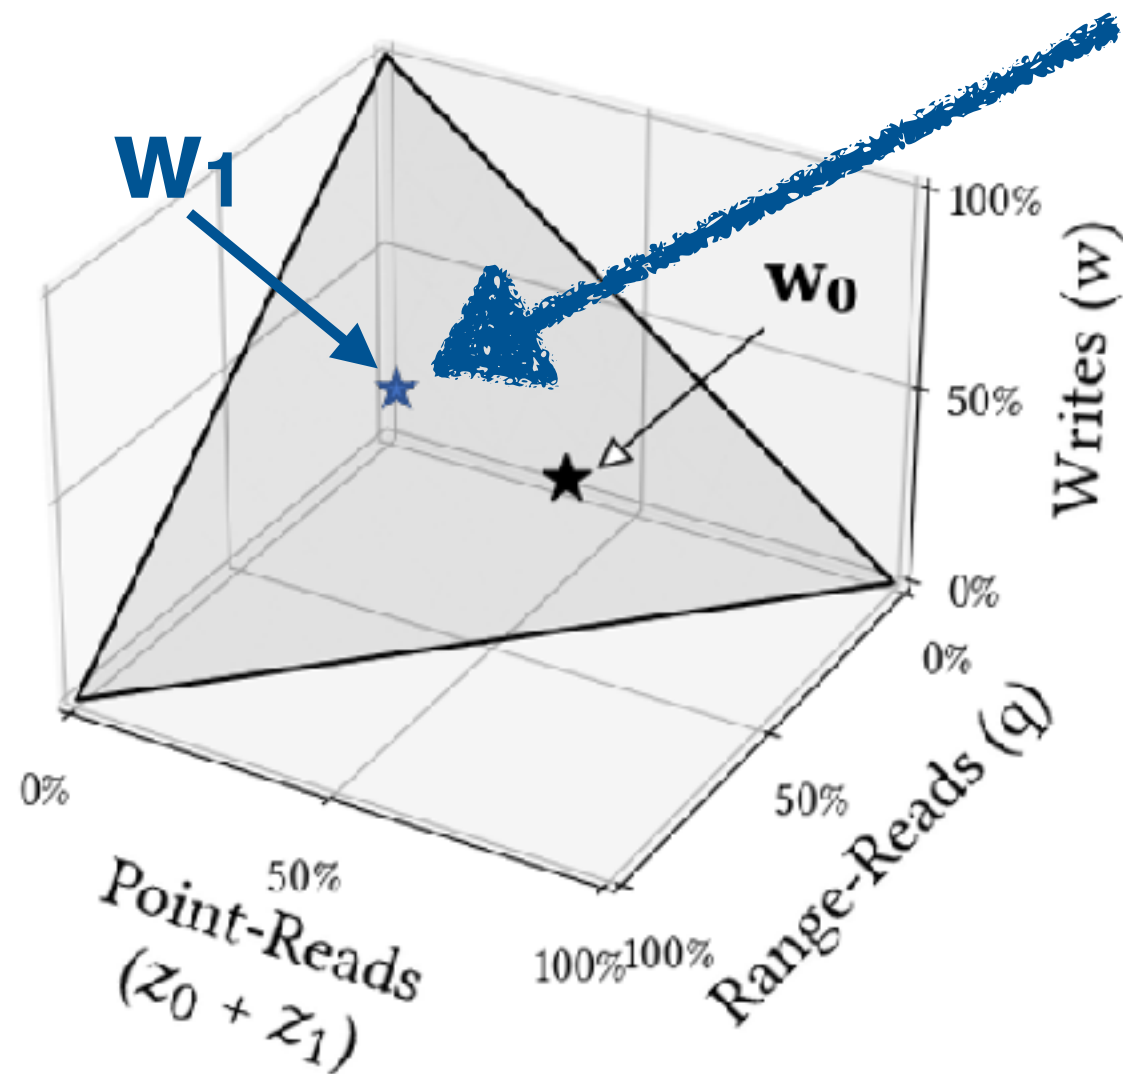 w₁
w₀
100%
50%
0%
Writes (w)
0%
50%
100%
Range-Reads (q)
0%
50%
100%
Point-Reads
(z₀ + z₁)